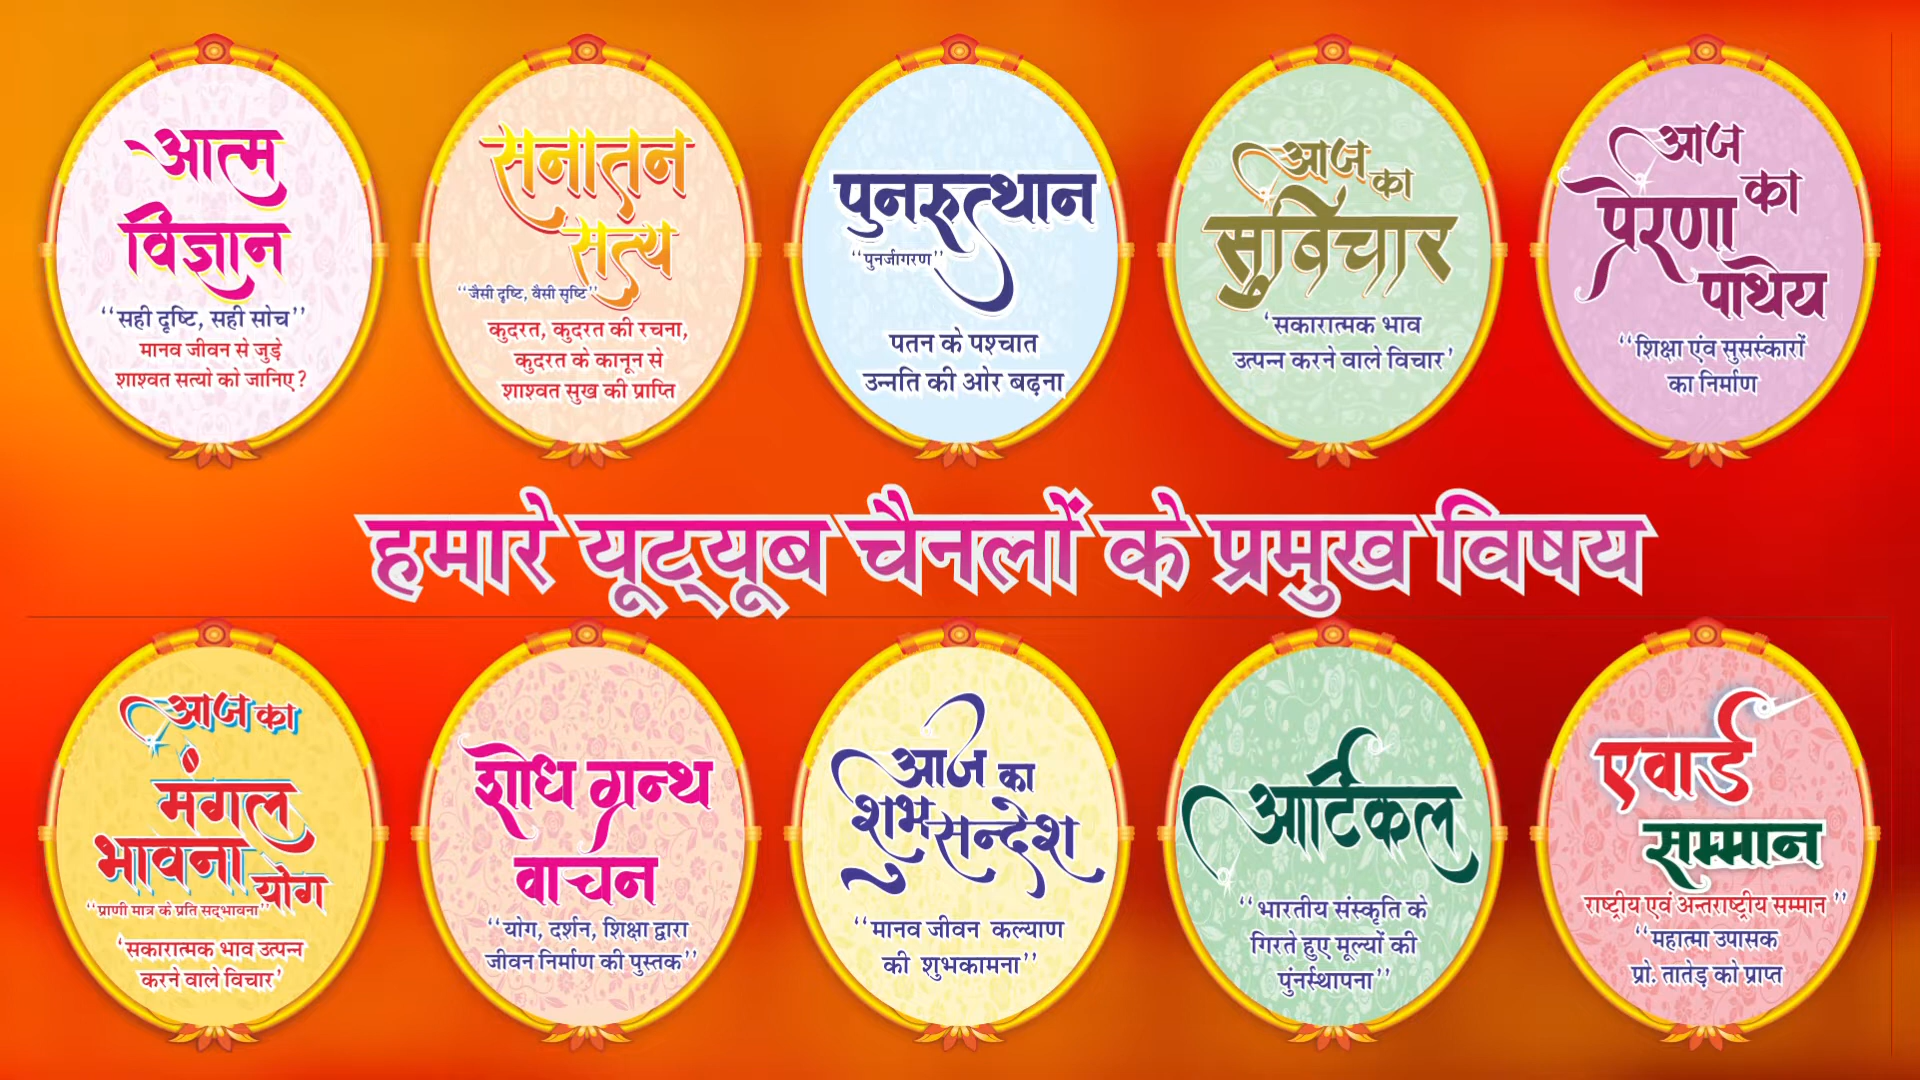 आत्म
विज्ञान
“सही दृष्टि, सही सोच”
मानव जीवन से जुड़े
शाश्वत सत्यो को जानिए ?
सनातन
सत्य
“जैसी दृष्टि, वैसी सृष्टि”
कुदरत, कुदरत की रचना,
कुदरत के कानून से
शाश्वत सुख की प्राप्ति
पुनरुत्थान
“पुनर्जागरण”
पतन के पश्चात
उन्नति की ओर बढ़ना
आज
का
सुविचार
‘सकारात्मक भाव
उत्पन्न करने वाले विचार’
आज
का
प्रेरणा
पाथेय
“शिक्षा एंव सुसस्ंकारों
का निर्माण
हमारे यूट्यूब चैनलों के प्रमुख विषय
आज का
मंगल
भावना
योग
“प्राणी मात्र के प्रति सद्भावना”
‘सकारात्मक भाव उत्पन्न
करने वाले विचार’
शोध ग्रन्थ
वाचन
“योग, दर्शन, शिक्षा द्वारा
जीवन निर्माण की पुस्तक”
आज का
शुभ सन्देश
“मानव जीवन कल्याण
की शुभकामना”
आर्टिकल
“भारतीय संस्कृति के
गिरते हुए मूल्यों की
पुंनर्स्थापना”
एवार्ड
सम्मान
राष्ट्रीय एवं अन्तराष्ट्रीय सम्मान”
“महात्मा उपासक
प्रो. तातेड़ को प्राप्त